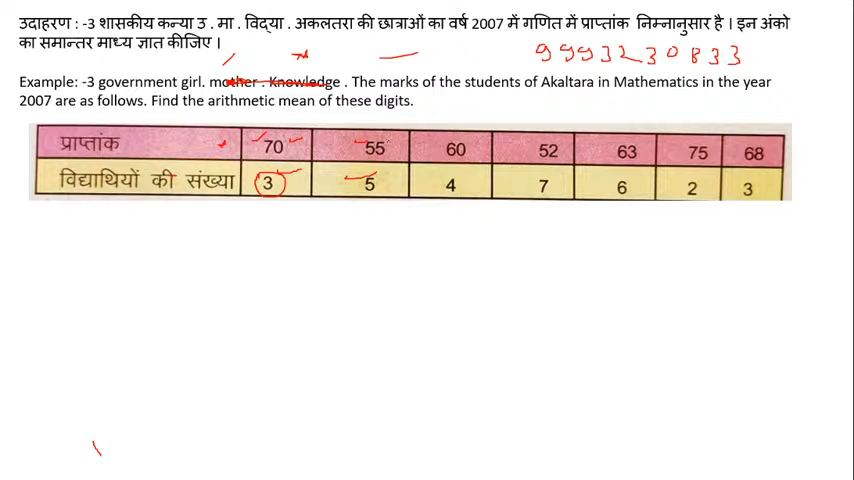 उदाहरण : -3 शासकीय कन्या उ . मा . विद्या . अकलतरा की छात्राओं का वर्ष 2007 में गणित में प्राप्तांक निम्नानुसार है । इन अंको
का समान्तर माध्य ज्ञात कीजिए ।
9993230833
Example: -3 government girl. mother . Knowledge . The marks of the students of Akaltara in Mathematics in the year
2007 are as follows. Find the arithmetic mean of these digits.
प्राप्तांक 70 55 60 52 63 75 68
विद्यार्थियों की संख्या 3 5 4 7 6 2 3